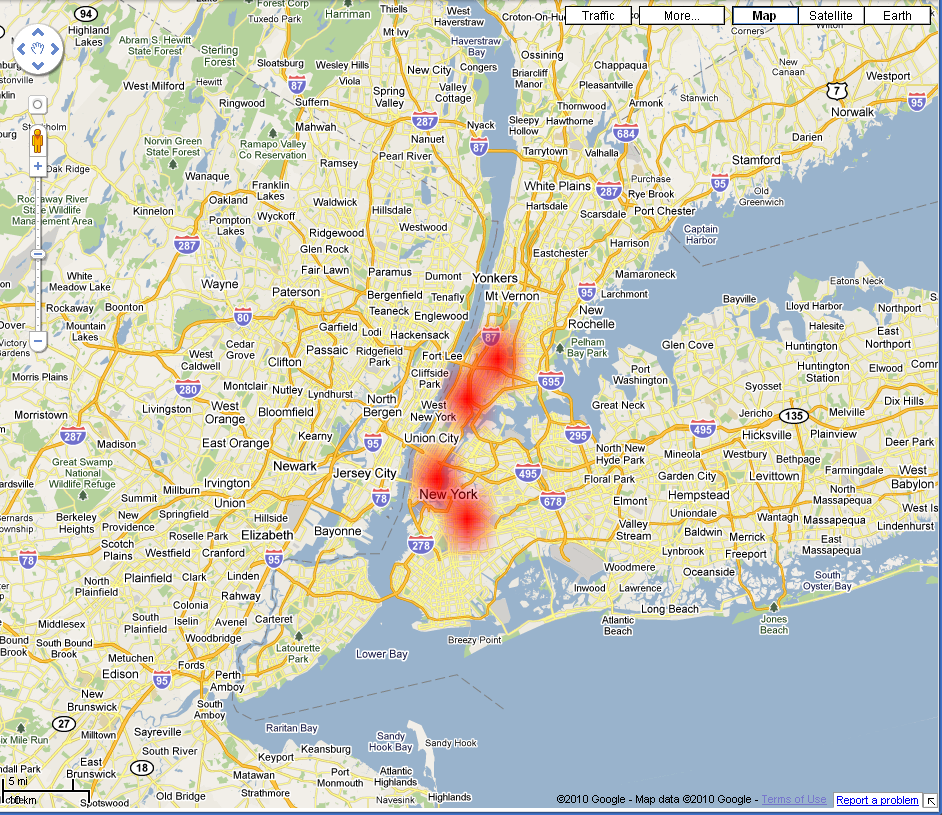 94
Highland
Lakes
Forest Corp
Tuxedo Park
Harriman
Thiells
West
Haverstraw
Croton-On-Hu
Traffic
More...
Map
Satellite
Earth
Corners
Mt Ivy
Haverstraw
Bay
Abram S. Hewitt
State Forest
Sterling
Forest
Sloatsburg
Wesley Hills
New City
Congers
Ossining
Chappaqua
New
Canaan
Westport
West Milford
Hewitt
87
Viola
Valley
Cottage
Briarcliff
Manor
Pleasantville
7
Ringwood
Suffern
Spring
Valley
Thornwood
Armonk
Stanwich
Norwalk
95
Mahwah
287
Nyack
Sleepy
Hollow
Hawthorne
684
Darien
Norvin Green
State Forest
Ramapo Valley
Co Reservation
Nanuet
87
Tarrytown
Valhalla
Stamford
Oak Ridge
Ramsey
Pearl River
Wanaque
Franklin
Lakes
White Plains
287
Purchase
Rye Brook
95
Old
Greenwich
Rockaway River
State Wildlife
Management Area
Kinnelon
Oakland
Pompton
Lakes
Wyckoff
Waldwick
Hillsdale
Hartsdale
Scarsdale
Port Chester
287
Ridgewood
Westwood
Harrison
Captain
Harbor
Glen Rock
Eastchester
White
Meadow Lake
Wayne
Fair Lawn
Paramus
Dumont
Yonkers
Mamaroneck
Eatons Neck
Rockaway
Boonton
Paterson
Bergenfield
Tenafly
Mt Vernon
95
Larchmont
Bayville
Lloyd Harbor
Northport
Dover
Mountain
Lakes
80
Teaneck
Englewood
New
Rochelle
Halesite
East
Northport
Victory
Gardens
Garfield
Lodi
Hackensack
87
Cedar
Grove
Passaic
Ridgefield
Park
Fort Lee
Pelham
Bay Park
Glen Cove
Huntington
West
Caldwell
Clifton
Cliffside
Park
Port
Washington
Huntington
Station
Elwood
Com
Morris Plains
280
Montclair
Nutley
Lyndhurst
695
Syosset
Dix Hills
Livingston
West
Orange
Bloomfield
North
Bergen
West
New York
Great Neck
Jericho
135
Melville
Morristown
287
Madison
East Orange
Kearny
95
Union City
295
North New
Hyde Park
495
Hicksville
Plainview
Deer Park
Great Swamp
National
Wildlife Refuge
Newark
Jersey City
495
Mineola
Westbury
Bethpage
Summit
Millburn
Irvington
78
New York
678
Floral Park
Garden City
Levittown
Farmingdale
West
Babylon
Berkeley
Heights
New
Providence
Springfield
Union
Hillside
Bayonne
Elmont
Hempstead
Uniondale
Wantagh
North
Massapequa
Massapequa
West Is
Lindenhurst
78
Scotch
Plains
Roselle Park
Elizabeth
278
Valley
Stream
Baldwin
Merrick
Westfield
Cranford
95
Lynbrook
Freeport
East
Massapequa
North
Plainfield
Plainfield
Clark
Linden
Woodmere
Oceanside
South
Oyster Bay
Rahway
Inwood
Lawrence
Colonia
Carteret
Long Beach
Middlesex
South
Plainfield
Iselin
Avenel
Atlantic
Beach
Jones
Beach
Bound
Brook
South Bound
Brook
Woodbridge
Latourette
Park
Breezy Point
Metuchen
Fords
Lower Bay
Edison
95
Perth
Amboy
New
Brunswick
South
Amboy
27
Milltown
Sayreville
Raritan Bay
Sandy
Hook Bay
Sandy Hook
Six Mile Run
South River
Keyport
Keansburg
Kendall Park
East
Brunswick
18
Matawan
Port
Monmouth
Atlantic
Highlands
5 mi
10 km
Spotswood
Old Bridge
Strathmore
Navesink
Highlands
©2010 Google - Map data ©2010 Google - Terms of Use
Report a problem